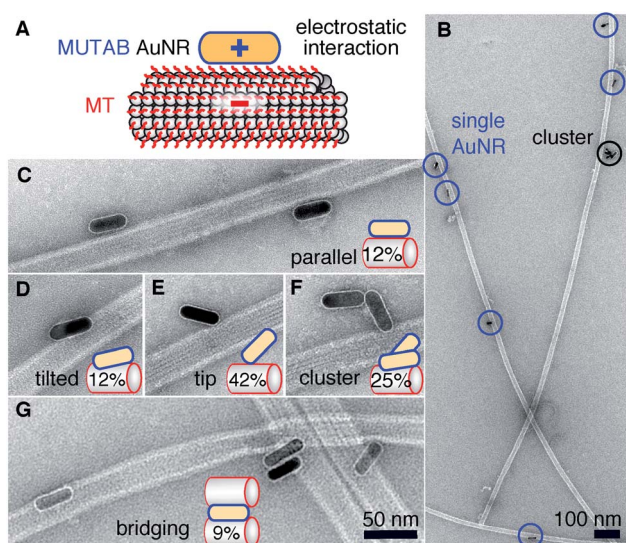 A
MUTAB AuNR
electrostatic
interaction
+
MT
−
B
single
AuNR
cluster
C
parallel
12%
D
tilted
12%
E
tip
42%
F
cluster
25%
G
bridging
9%
50 nm
100 nm